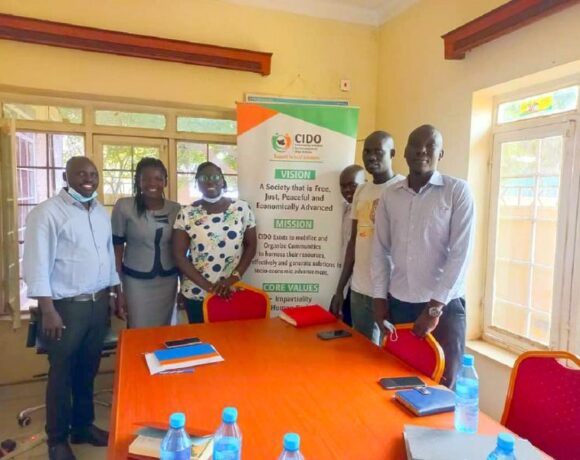 CIDO
VISION
A Society that is Free,
Just, Peaceful and
Economically Advanced
MISSION
CIDO Exists to mobilize and
Organize Communities
to harness their resources,
effectively and generate solutions
socio-economic advancement.
CORE VALUES
Impartiality